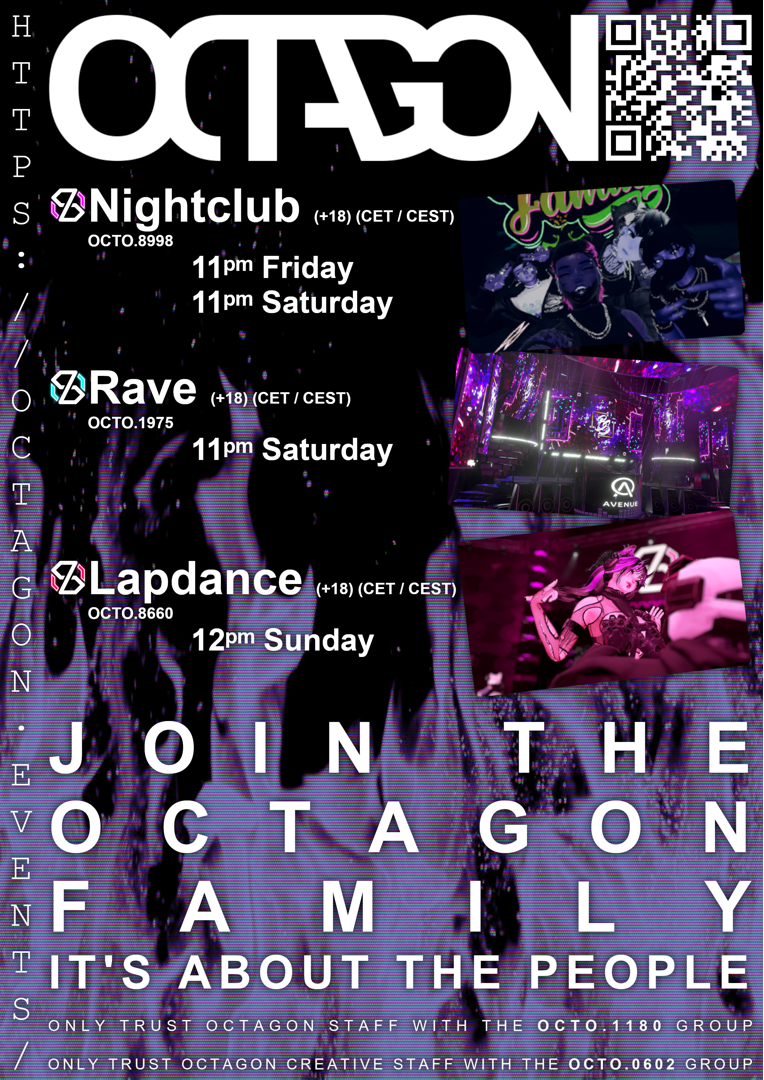 HTTPS://OCTAGON.EVENTS/
OCTAGON
Nightclub (+18) (CET / CEST)
OCTO.8998
11pm Friday
11pm Saturday
Family
Rave (+18) (CET / CEST)
OCTO.1975
11pm Saturday
AVENUE
Lapdance (+18) (CET / CEST)
OCTO.8660
12pm Sunday
JOIN THE
OCTAGON
FAMILY
IT'S ABOUT THE PEOPLE
ONLY TRUST OCTAGON STAFF WITH THE OCTO.1180 GROUP
ONLY TRUST OCTAGON CREATIVE STAFF WITH THE OCTO.0602 GROUP